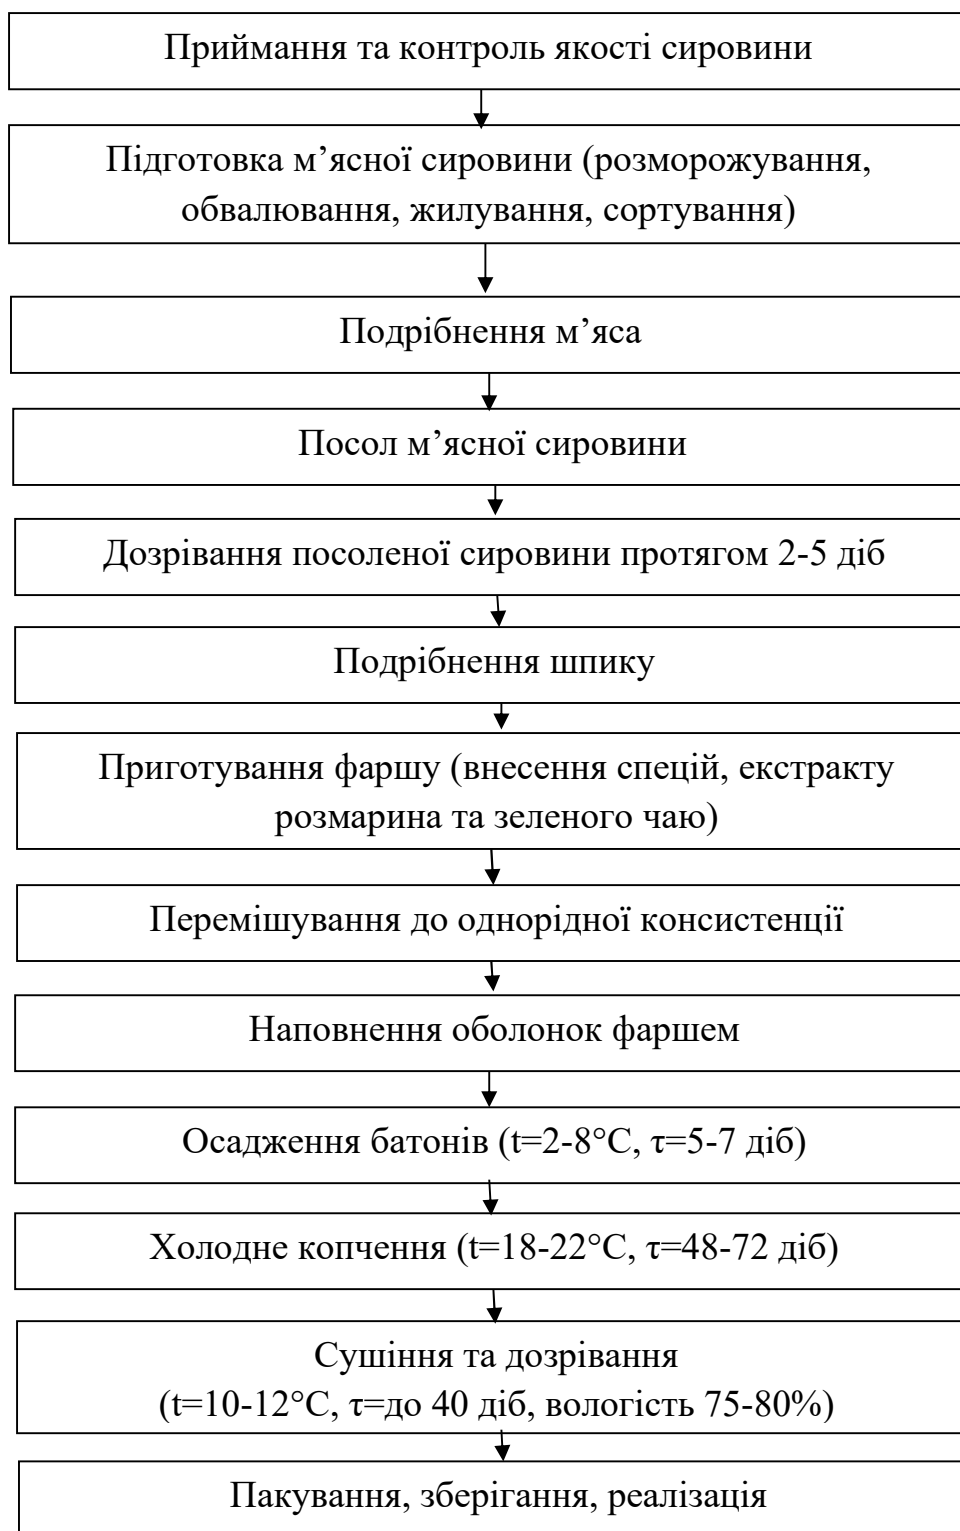 Приймання та контроль якості сировини
Підготовка м’ясної сировини (розморожування,
обвалювання, жилування, сортування)
Подрібнення м’яса
Посол м’ясної сировини
Дозрівання посоленої сировини протягом 2-5 діб
Подрібнення шпику
Приготування фаршу (внесення спецій, екстракту
розмарина та зеленого чаю)
Перемішування до однорідної консистенції
Наповнення оболонок фаршем
Осадження батонів (t=2-8°С, τ=5-7 діб)
Холодне копчення (t=18-22°С, τ=48-72 діб)
Сушіння та дозрівання
(t=10-12°С, τ=до 40 діб, вологість 75-80%)
Пакування, зберігання, реалізація